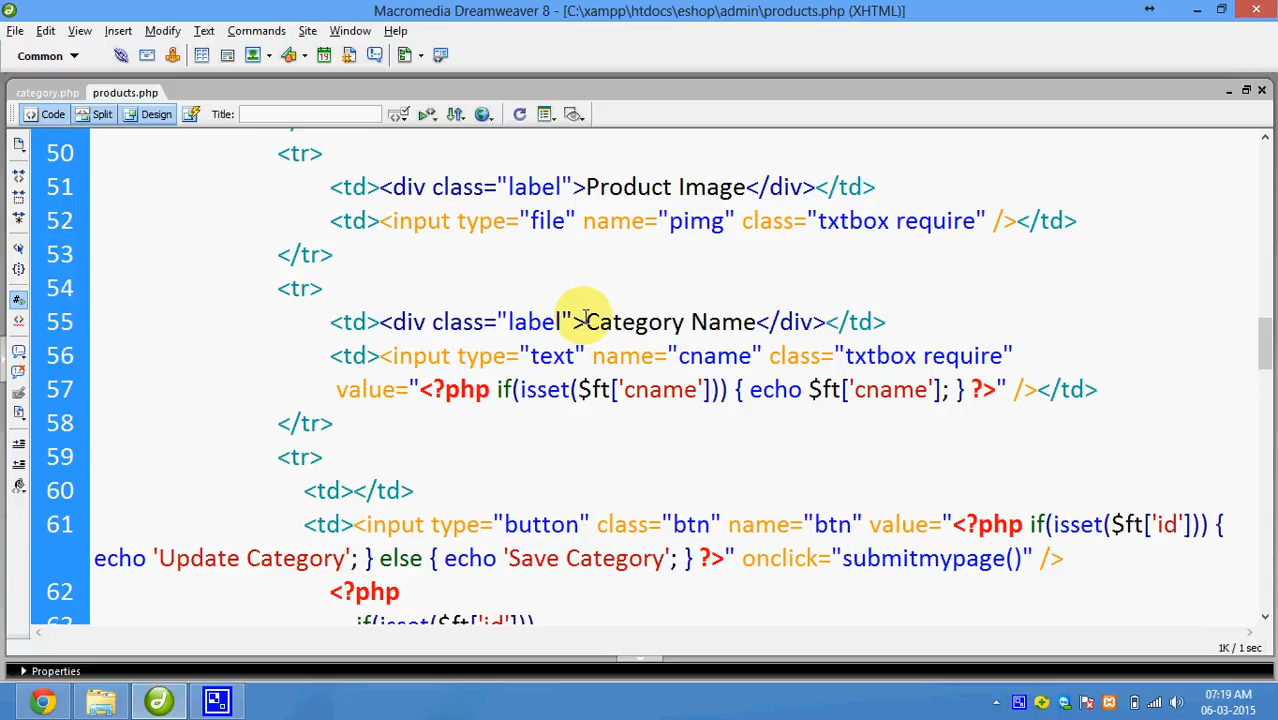 Macromedia Dreamweaver 8 - [C:\xampp\htdocs\eshop\admin\products.php (XHTML)]
File Edit View Insert Modify Text Commands Site Window Help
Common
category.php products.php
Code Split Design Title:
50 <tr>
51 <td><div class="label">Product Image</div></td>
52 <td><input type="file" name="pimg" class="txtbox require" /></td>
53 </tr>
54 <tr>
55 <td><div class="label">Category Name</div></td>
56 <td><input type="text" name="cname" class="txtbox require"
57 value="<?php if(isset($ft['cname'])) { echo $ft['cname']; } ?>" /></td>
58 </tr>
59 <tr>
60 <td></td>
61 <td><input type="button" class="btn" name="btn" value="<?php if(isset($ft['id'])) {
echo 'Update Category'; } else { echo 'Save Category'; } ?>" onclick="submitmypage()" />
62 <?php
63 if(isset($ft['id']))
1K / 1 sec
Properties
07:19 AM
06-03-2015